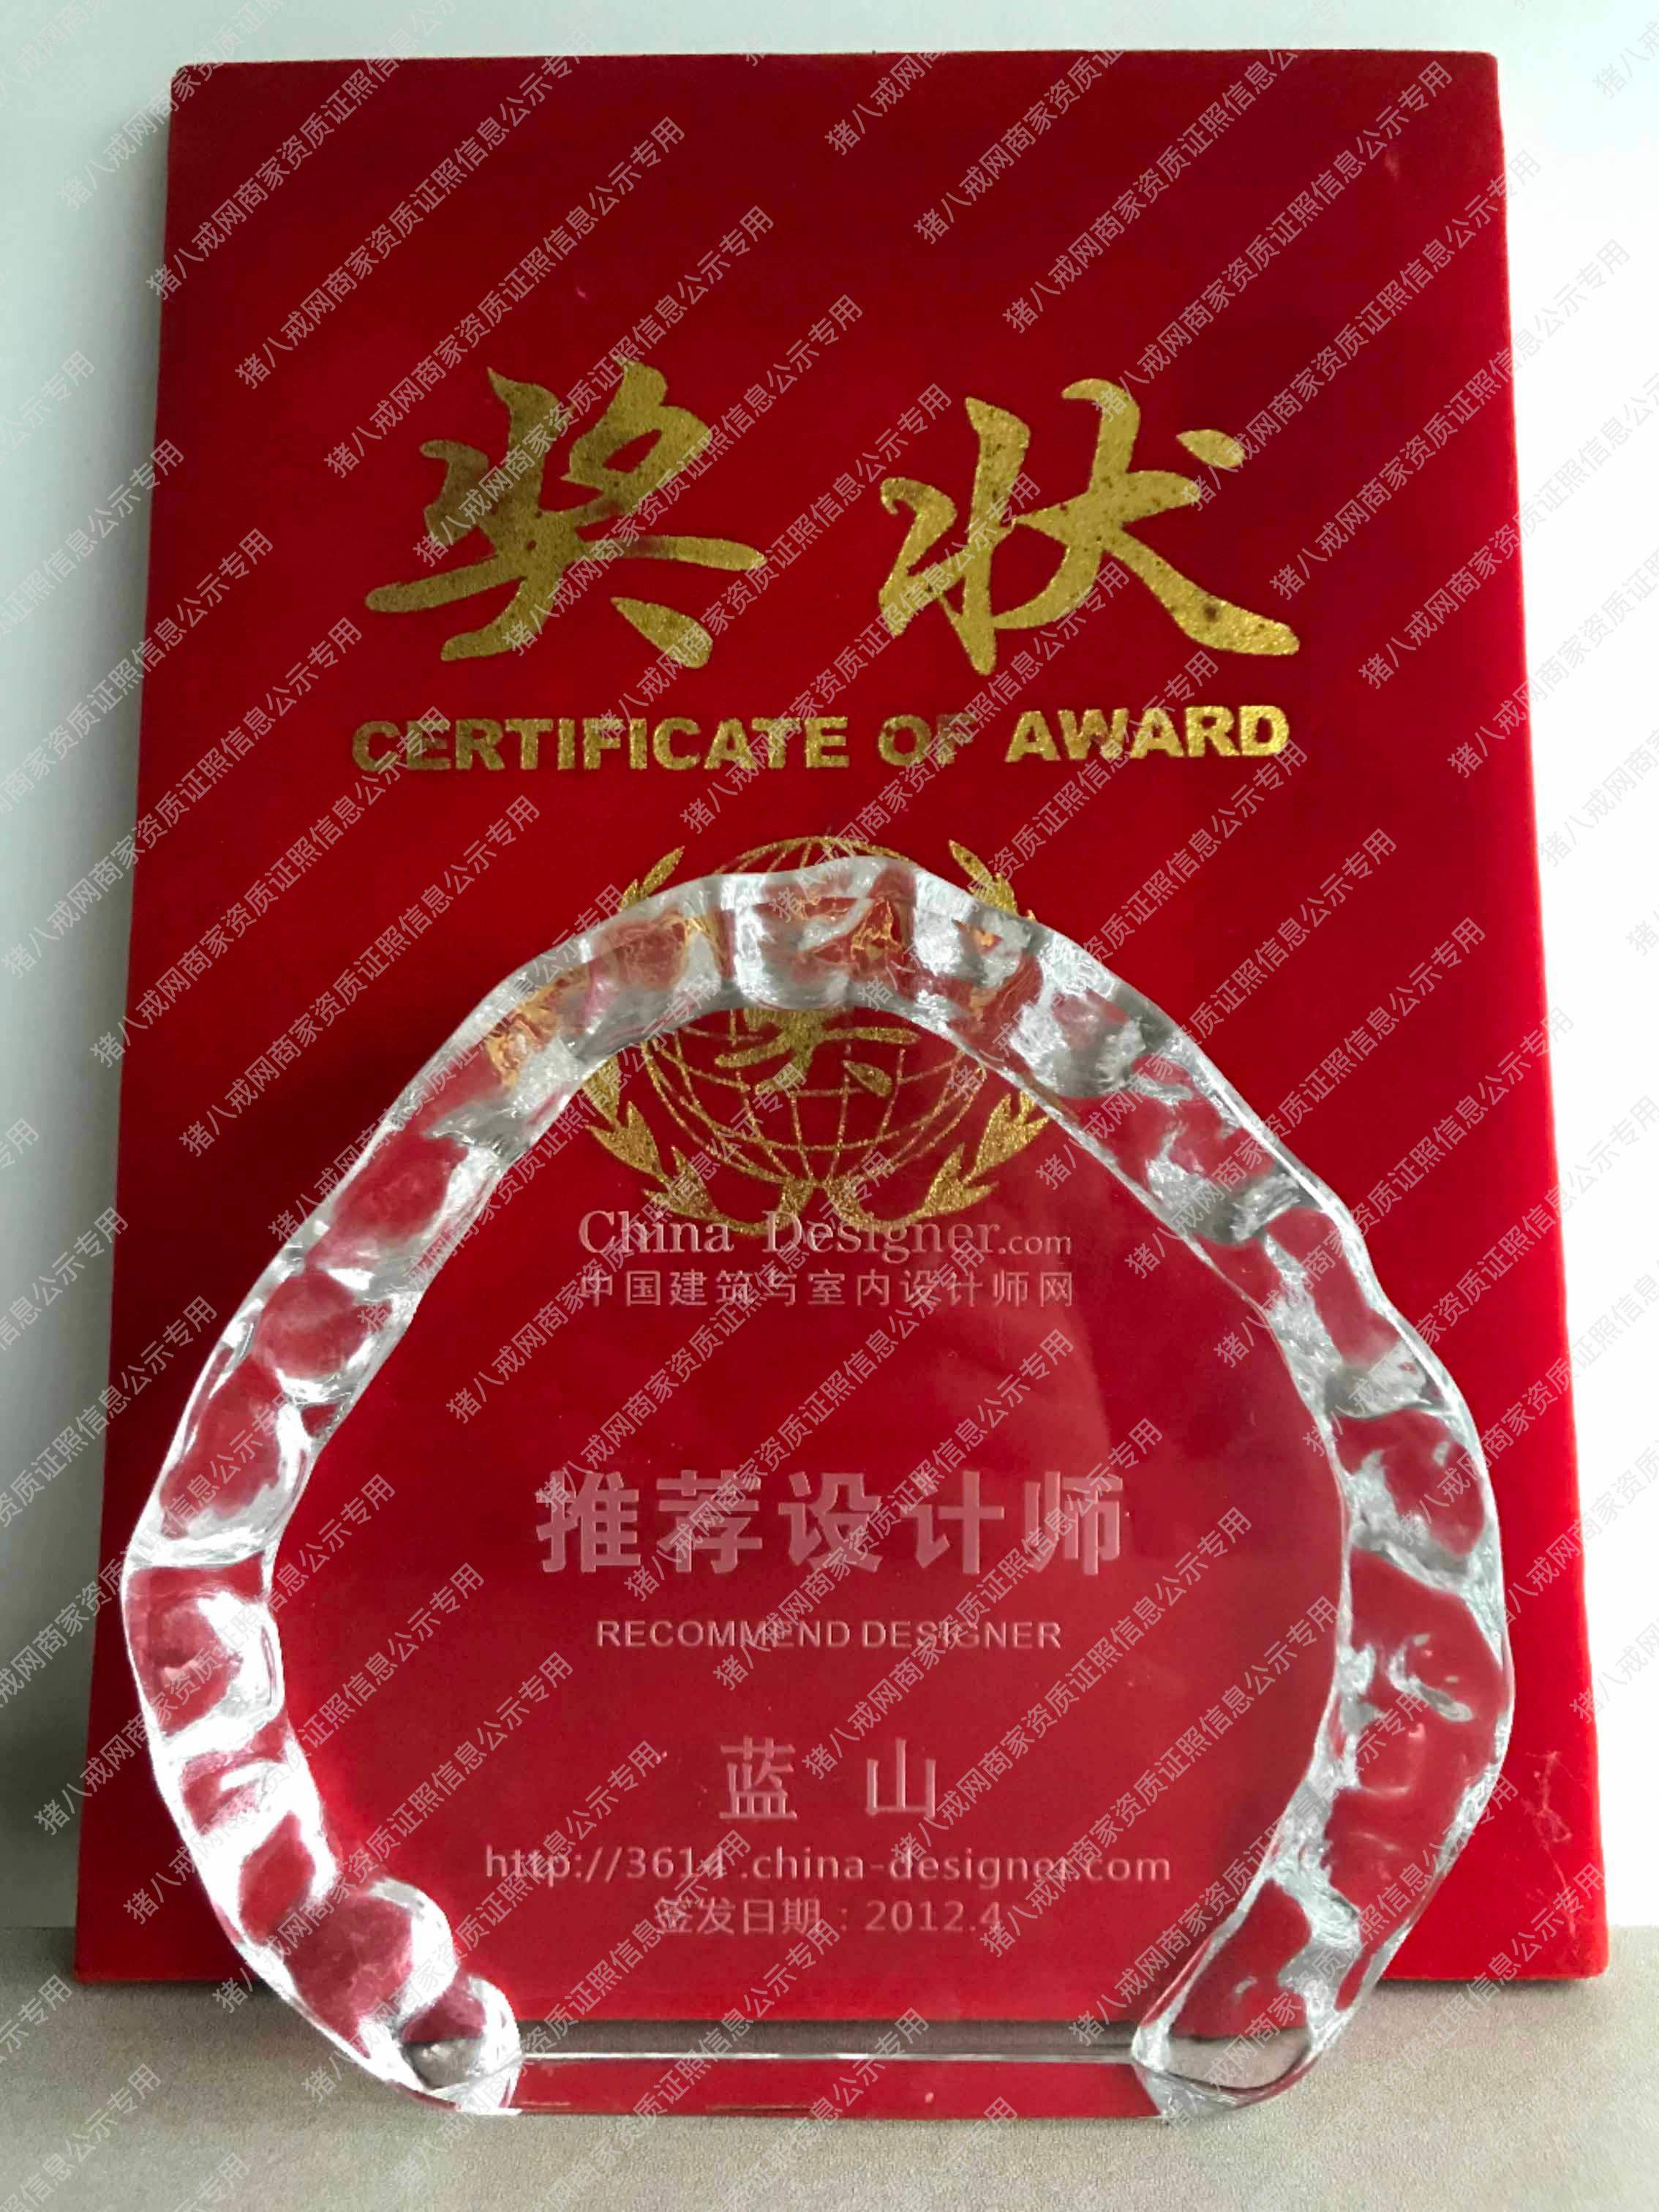 奖状
CERTIFICATE OF AWARD
奖
China Designer.com
中国建筑与室内设计师网
推荐设计师
RECOMMEND DESIGNER
蓝 山
http://3614.china-designer.com
签发日期：2012.4
猪八戒网商家资质证照信息公示专用